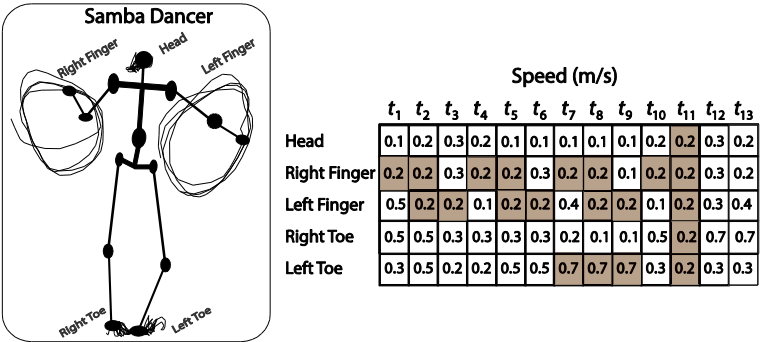 Samba Dancer
Head
Right Finger
Left Finger
Right Toe
Left Toe
Speed (m/s)
t1 t2 t3 t4 t5 t6 t7 t8 t9 t10 t11 t12 t13
Head 0.1 0.2 0.3 0.2 0.1 0.1 0.1 0.1 0.1 0.2 0.2 0.3 0.2
Right Finger 0.2 0.2 0.3 0.2 0.2 0.3 0.2 0.2 0.1 0.2 0.2 0.3 0.2
Left Finger 0.5 0.2 0.2 0.1 0.2 0.2 0.4 0.2 0.2 0.1 0.2 0.3 0.4
Right Toe 0.5 0.5 0.3 0.3 0.3 0.3 0.2 0.1 0.1 0.5 0.2 0.7 0.7
Left Toe 0.3 0.5 0.2 0.2 0.5 0.5 0.7 0.7 0.7 0.3 0.2 0.3 0.3